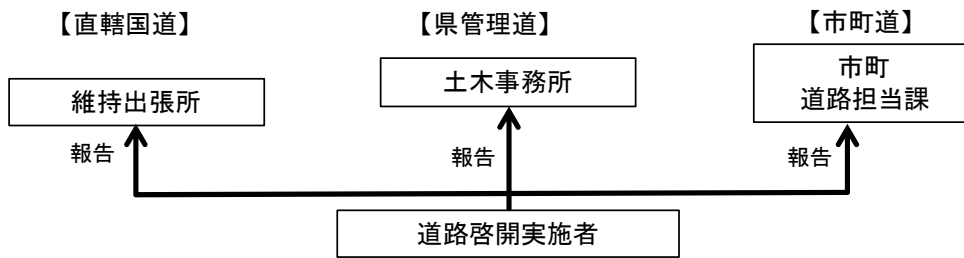 【直轄国道】
【県管理道】
【市町道】
維持出張所
土木事務所
市町
道路担当課
報告
報告
報告
道路啓開実施者